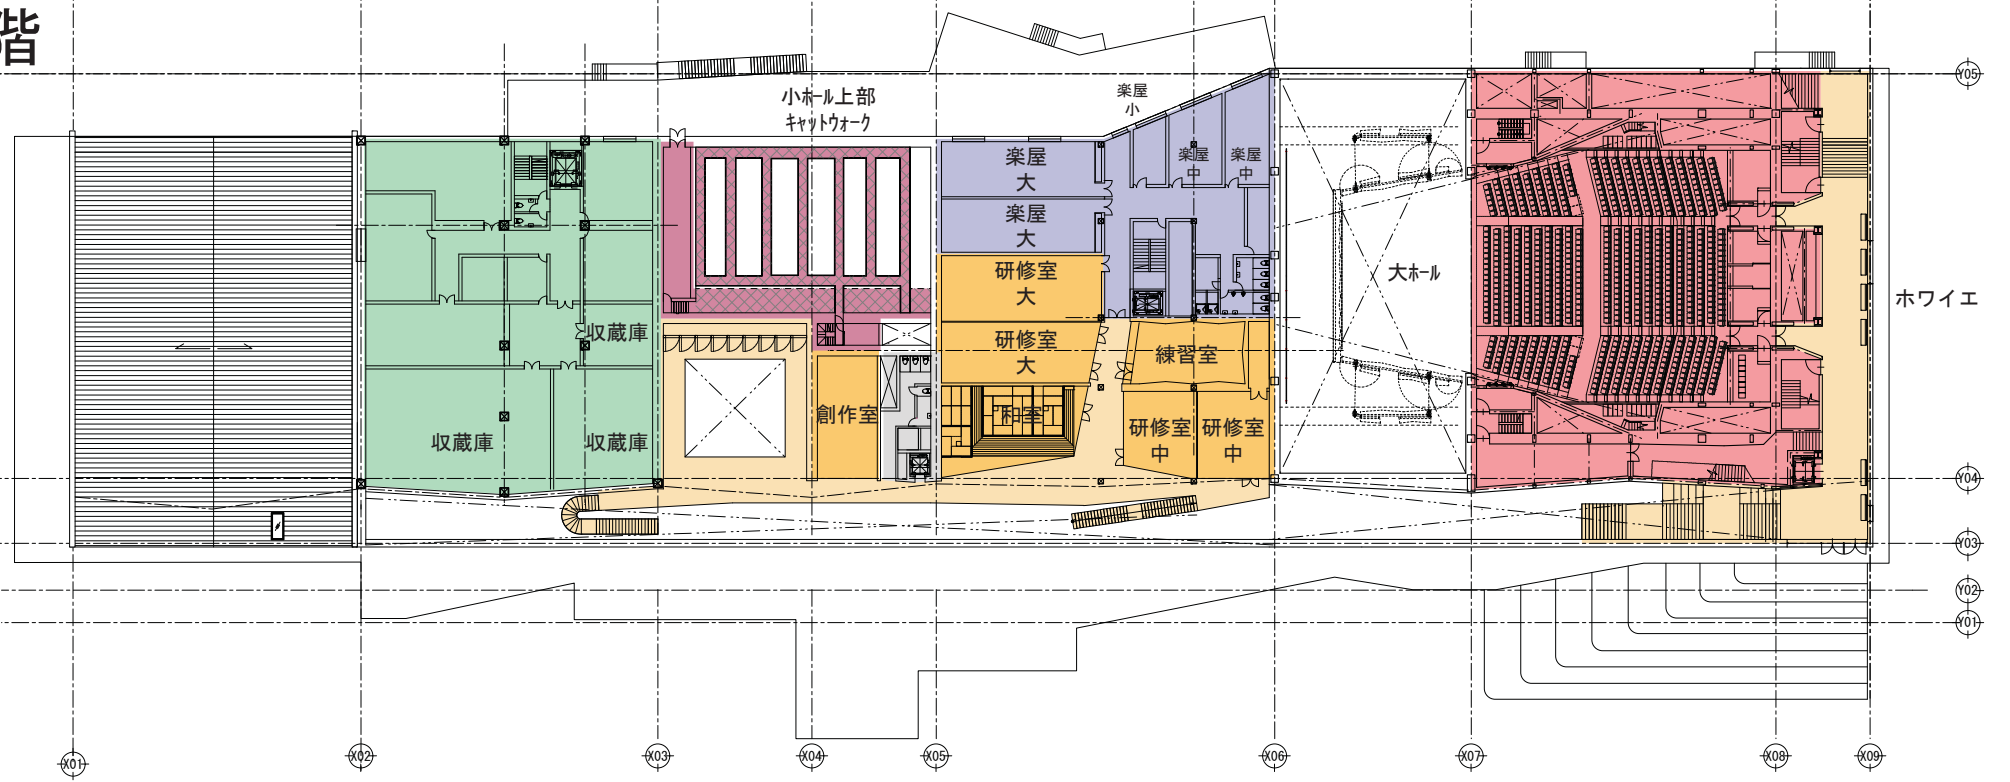 階
小ホール上部
キャットウォーク
楽屋
小
楽屋
中
楽屋
中
楽屋
大
楽屋
大
研修室
大
研修室
大
練習室
和室
研修室
中
研修室
中
創作室
収蔵庫
収蔵庫
収蔵庫
大ホール
ホワイエ
Y05
Y04
Y03
Y02
Y01
X01
X02
X03
X04
X05
X06
X07
X08
X09